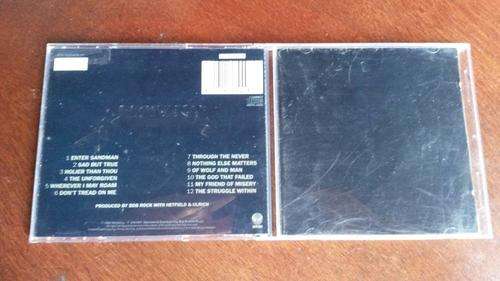 1 ENTER SANDMAN
2 SAD BUT TRUE
3 HOLIER THAN THOU
4 THE UNFORGIVEN
5 WHEREVER I MAY ROAM
6 DON'T TREAD ON ME
7 THROUGH THE NEVER
8 NOTHING ELSE MATTERS
9 OF WOLF AND MAN
10 THE GOD THAT FAILED
11 MY FRIEND OF MISERY
12 THE STRUGGLE WITHIN
PRODUCED BY BOB ROCK WITH HETFIELD & ULRICH